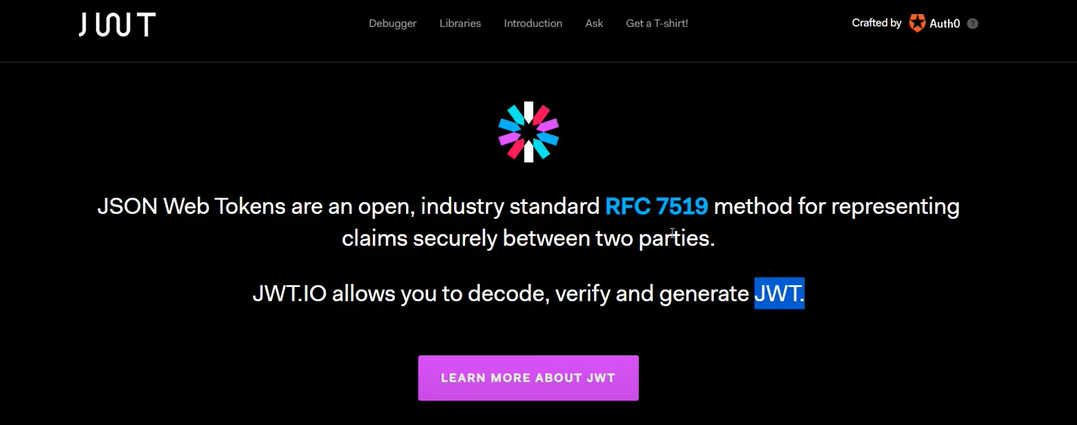 JWT Debugger Libraries Introduction Ask Get a T-shirt! Crafted by Auth0 ?
JSON Web Tokens are an open, industry standard RFC 7519 method for representing
claims securely between two parties.
JWT.IO allows you to decode, verify and generate JWT.
LEARN MORE ABOUT JWT